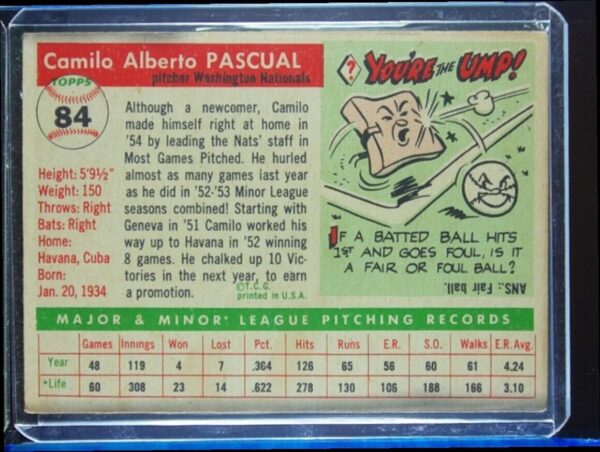 Camilo Alberto PASCUAL
pitcher Washington Nationals
TOPPS
84
Height: 5'9½"
Weight: 150
Throws: Right
Bats: Right
Home:
Havana, Cuba
Born:
Jan. 20, 1934
Although a newcomer, Camilo
made himself right at home in
'54 by leading the Nats' staff in
Most Games Pitched. He hurled
almost as many games last year
as he did in '52-'53 Minor League
seasons combined! Starting with
Geneva in '51 Camilo worked his
way up to Havana in '52 winning
8 games. He chalked up 10 Vic-
tories in the next year, to earn
a promotion.
©T.C.G.
printed in U.S.A.
? YOU'RE THE UMP!
IF A BATTED BALL HITS
1ST AND GOES FOUL, IS IT
A FAIR OR FOUL BALL?
ANS.: Fair ball.
MAJOR & MINOR* LEAGUE PITCHING RECORDS
Games Innings Won Lost Pct. Hits Runs E.R. S.O. Walks E.R. Avg.
Year 48 119 4 7 .364 126 65 56 60 61 4.24
*Life 60 308 23 14 .622 278 130 106 188 166 3.10